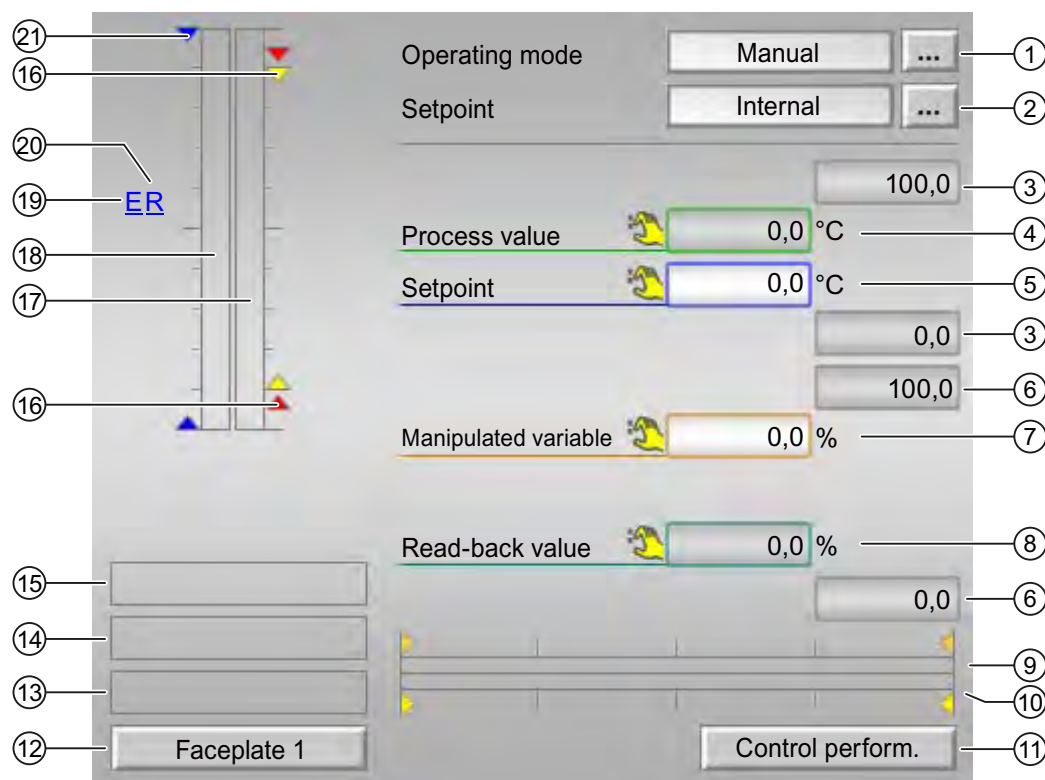 21
16
Operating mode
Manual
...
1
Setpoint
Internal
...
2
20
19
ER
100,0
3
18
Process value
0,0 °C
4
17
Setpoint
0,0 °C
5
0,0
3
16
100,0
6
Manipulated variable
0,0 %
7
Read-back value
0,0 %
8
15
0,0
6
14
9
13
10
12
Faceplate 1
Control perform.
11